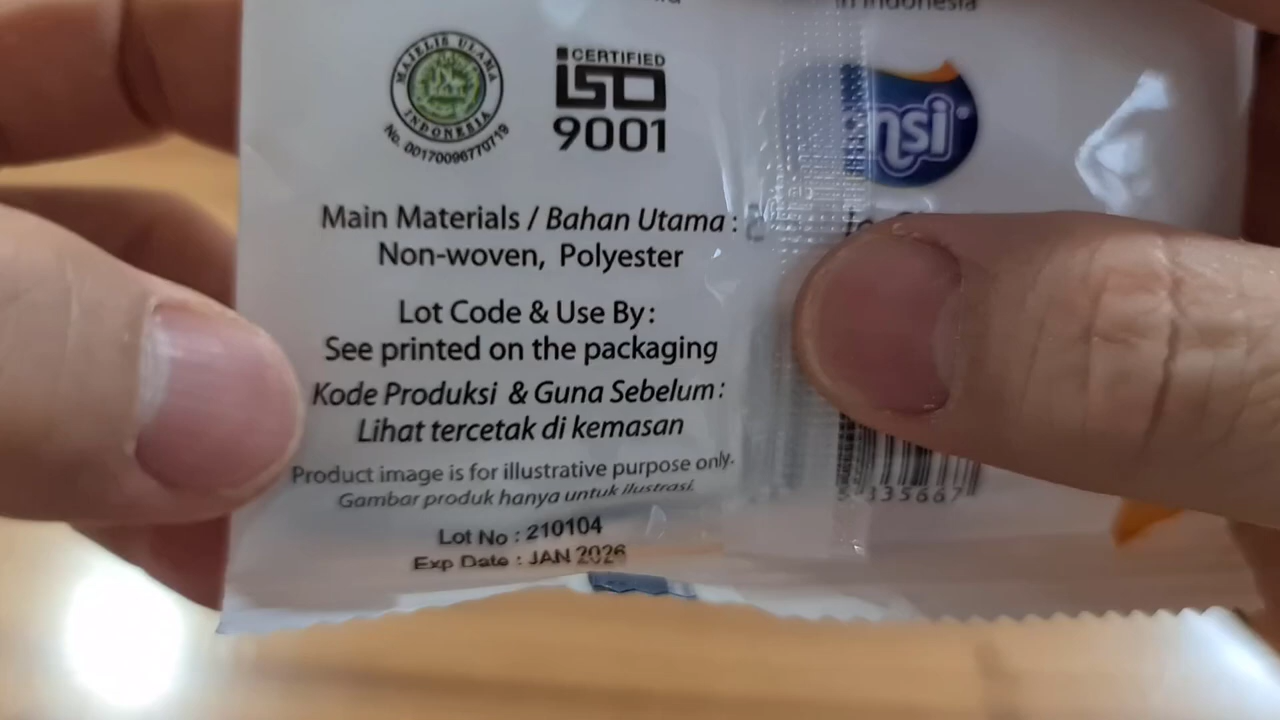 in Indonesia
MAJELIS ULAMA
INDONESIA
No. 00170096770719
CERTIFIED
ISO
9001
nsi
Main Materials / Bahan Utama :
Non-woven, Polyester
Lot Code & Use By :
See printed on the packaging
Kode Produksi & Guna Sebelum :
Lihat tercetak di kemasan
Product image is for illustrative purpose only.
Gambar produk hanya untuk ilustrasi.
Lot No : 210104
Exp Date : JAN 2026